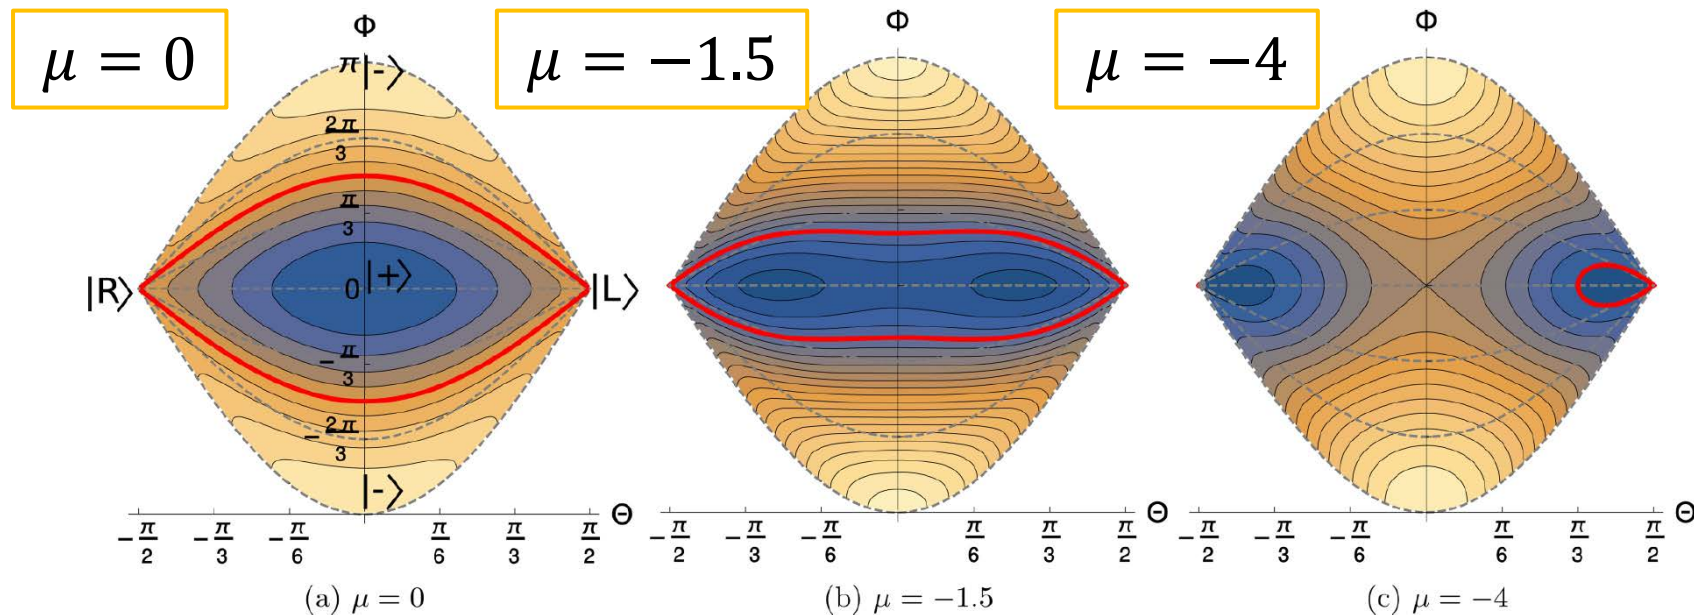 μ = 0
μ = −1.5
μ = −4
Φ
Φ
Φ
π |-⟩
2π/3
π/3
|R⟩
0 |+⟩
|L⟩
-π/3
-2π/3
|-⟩
-π/2 -π/3 -π/6 π/6 π/3 π/2 Θ
-π/2 -π/3 -π/6 π/6 π/3 π/2 Θ
-π/2 -π/3 -π/6 π/6 π/3 π/2 Θ
(a) μ = 0
(b) μ = −1.5
(c) μ = −4